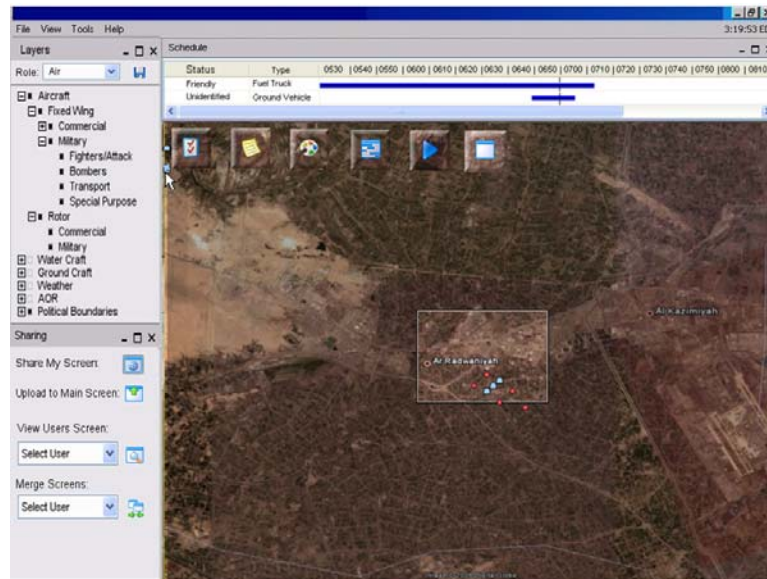 File View Tools Help
3:19:53 E
Layers
Schedule
Role: Air
Status Type 0530 |0540 |0550 | 0600 | 0610 | 0620 | 0630 | 0640 | 0650 | 0700 | 0710 | 0720 | 0730 | 0740 | 0750 | 0800 | 0810
Friendly Fuel Truck
Unidentified Ground Vehicle
Aircraft
Fixed Wing
Commercial
Military
Fighters/Attack
Bombers
Transport
Special Purpose
Rotor
Commercial
Military
Water Craft
Ground Craft
Weather
AOR
Political Boundaries
Al Kazimiyah
Ar Radwaniyah
Sharing
Share My Screen:
Upload to Main Screen:
View Users Screen:
Select User
Merge Screens:
Select User